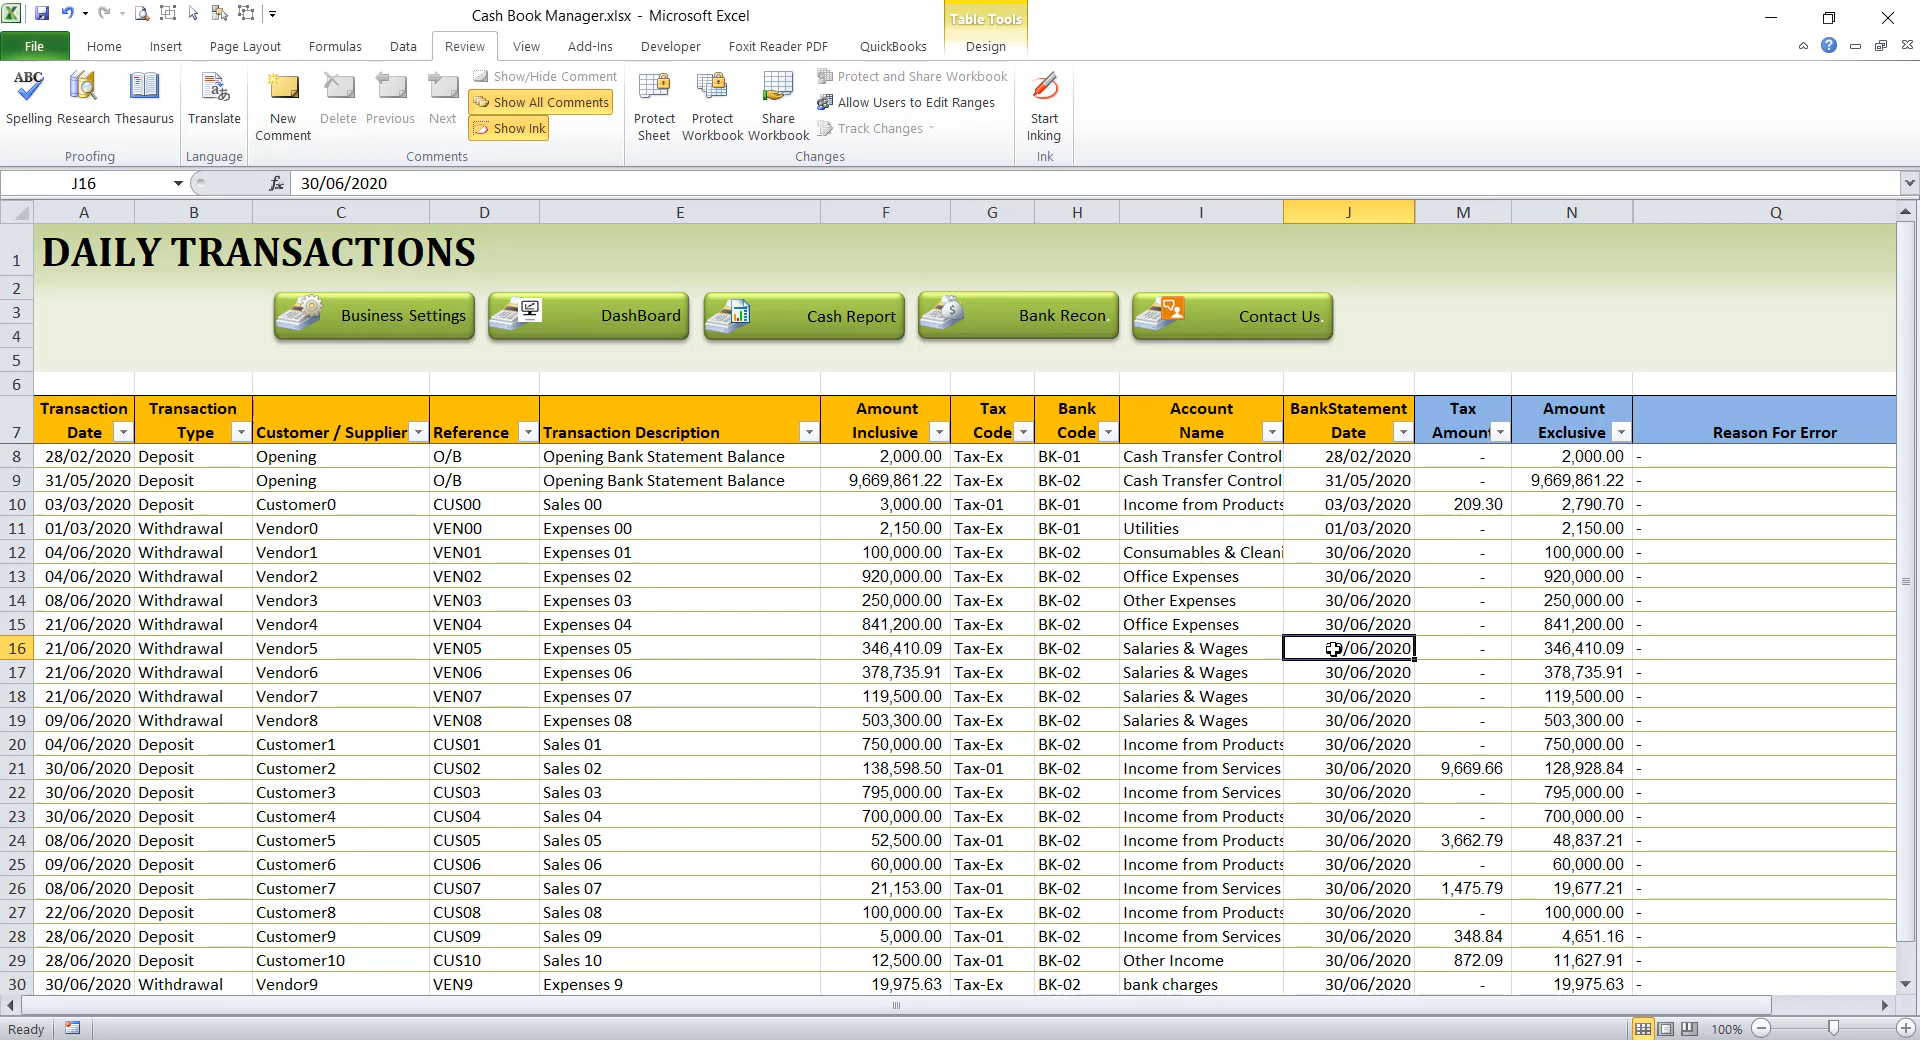 Cash Book Manager.xlsx - Microsoft Excel
Table Tools
File Home Insert Page Layout Formulas Data Review View Add-Ins Developer Foxit Reader PDF QuickBooks Design
ABC
Spelling Research Thesaurus
Proofing
Translate
Language
New Comment Delete Previous Next
Show/Hide Comment
Show All Comments
Show Ink
Comments
Protect Sheet Protect Workbook Share Workbook
Protect and Share Workbook
Allow Users to Edit Ranges
Track Changes
Changes
Start Inking
Ink
J16 fx 30/06/2020
A B C D E F G H I J M N Q
1 DAILY TRANSACTIONS
2
3 Business Settings DashBoard Cash Report Bank Recon. Contact Us.
4
5
6
7 Transaction Date Transaction Type Customer / Supplier Reference Transaction Description Amount Inclusive Tax Code Bank Code Account Name BankStatement Date Tax Amount Amount Exclusive Reason For Error
8 28/02/2020 Deposit Opening O/B Opening Bank Statement Balance 2,000.00 Tax-Ex BK-01 Cash Transfer Control 28/02/2020 - 2,000.00 -
9 31/05/2020 Deposit Opening O/B Opening Bank Statement Balance 9,669,861.22 Tax-Ex BK-02 Cash Transfer Control 31/05/2020 - 9,669,861.22 -
10 03/03/2020 Deposit Customer0 CUS00 Sales 00 3,000.00 Tax-01 BK-01 Income from Products 03/03/2020 209.30 2,790.70 -
11 01/03/2020 Withdrawal Vendor0 VEN00 Expenses 00 2,150.00 Tax-Ex BK-01 Utilities 01/03/2020 - 2,150.00 -
12 04/06/2020 Withdrawal Vendor1 VEN01 Expenses 01 100,000.00 Tax-Ex BK-02 Consumables & Cleani 30/06/2020 - 100,000.00 -
13 04/06/2020 Withdrawal Vendor2 VEN02 Expenses 02 920,000.00 Tax-Ex BK-02 Office Expenses 30/06/2020 - 920,000.00 -
14 08/06/2020 Withdrawal Vendor3 VEN03 Expenses 03 250,000.00 Tax-Ex BK-02 Other Expenses 30/06/2020 - 250,000.00 -
15 21/06/2020 Withdrawal Vendor4 VEN04 Expenses 04 841,200.00 Tax-Ex BK-02 Office Expenses 30/06/2020 - 841,200.00 -
16 21/06/2020 Withdrawal Vendor5 VEN05 Expenses 05 346,410.09 Tax-Ex BK-02 Salaries & Wages /06/2020 - 346,410.09 -
17 21/06/2020 Withdrawal Vendor6 VEN06 Expenses 06 378,735.91 Tax-Ex BK-02 Salaries & Wages 30/06/2020 - 378,735.91 -
18 21/06/2020 Withdrawal Vendor7 VEN07 Expenses 07 119,500.00 Tax-Ex BK-02 Salaries & Wages 30/06/2020 - 119,500.00 -
19 09/06/2020 Withdrawal Vendor8 VEN08 Expenses 08 503,300.00 Tax-Ex BK-02 Salaries & Wages 30/06/2020 - 503,300.00 -
20 04/06/2020 Deposit Customer1 CUS01 Sales 01 750,000.00 Tax-Ex BK-02 Income from Products 30/06/2020 - 750,000.00 -
21 30/06/2020 Deposit Customer2 CUS02 Sales 02 138,598.50 Tax-01 BK-02 Income from Services 30/06/2020 9,669.66 128,928.84 -
22 30/06/2020 Deposit Customer3 CUS03 Sales 03 795,000.00 Tax-Ex BK-02 Income from Services 30/06/2020 - 795,000.00 -
23 30/06/2020 Deposit Customer4 CUS04 Sales 04 700,000.00 Tax-Ex BK-02 Income from Products 30/06/2020 - 700,000.00 -
24 08/06/2020 Deposit Customer5 CUS05 Sales 05 52,500.00 Tax-01 BK-02 Income from Products 30/06/2020 3,662.79 48,837.21 -
25 09/06/2020 Deposit Customer6 CUS06 Sales 06 60,000.00 Tax-Ex BK-02 Income from Products 30/06/2020 - 60,000.00 -
26 08/06/2020 Deposit Customer7 CUS07 Sales 07 21,153.00 Tax-01 BK-02 Income from Services 30/06/2020 1,475.79 19,677.21 -
27 22/06/2020 Deposit Customer8 CUS08 Sales 08 100,000.00 Tax-Ex BK-02 Income from Products 30/06/2020 - 100,000.00 -
28 28/06/2020 Deposit Customer9 CUS09 Sales 09 5,000.00 Tax-01 BK-02 Income from Services 30/06/2020 348.84 4,651.16 -
29 28/06/2020 Deposit Customer10 CUS10 Sales 10 12,500.00 Tax-01 BK-02 Other Income 30/06/2020 872.09 11,627.91 -
30 30/06/2020 Withdrawal Vendor9 VEN9 Expenses 9 19,975.63 Tax-Ex BK-02 bank charges 30/06/2020 - 19,975.63 -
Ready 100%